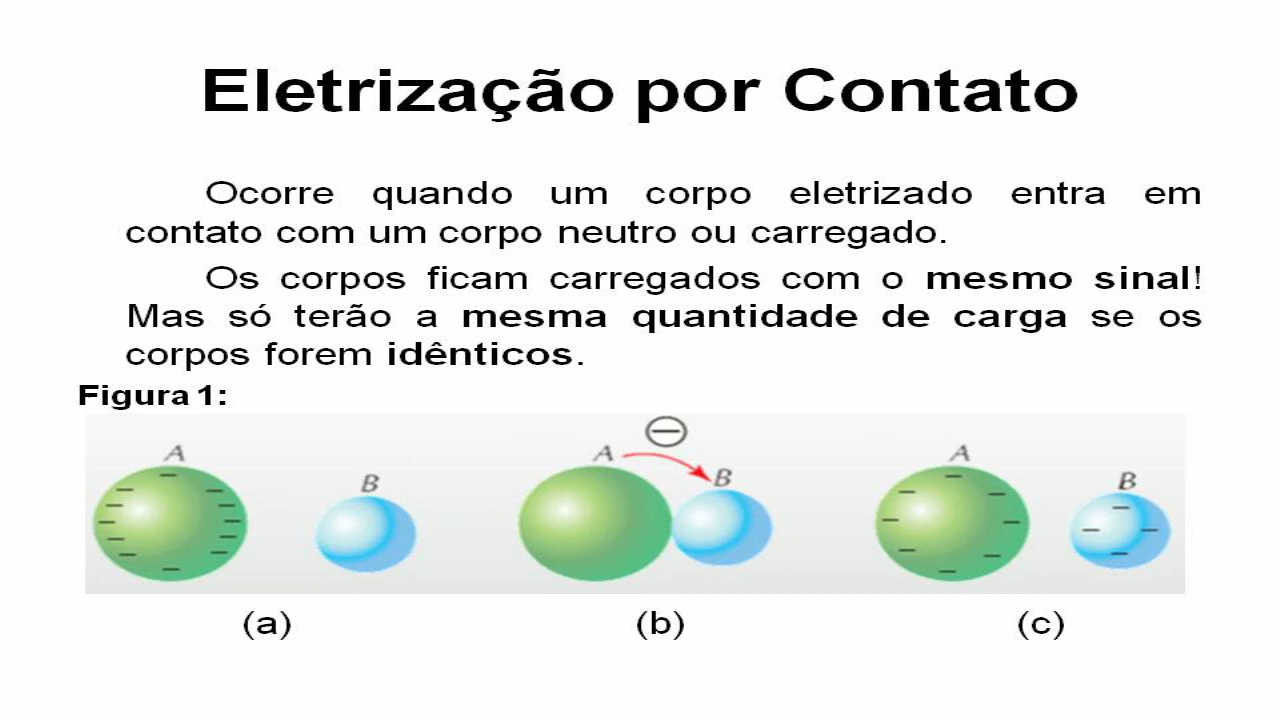 Eletrização por Contato
Ocorre quando um corpo eletrizado entra em
contato com um corpo neutro ou carregado.
Os corpos ficam carregados com o mesmo sinal!
Mas só terão a mesma quantidade de carga se os
corpos forem idênticos.
Figura 1:
A B A B A B
(a) (b) (c)